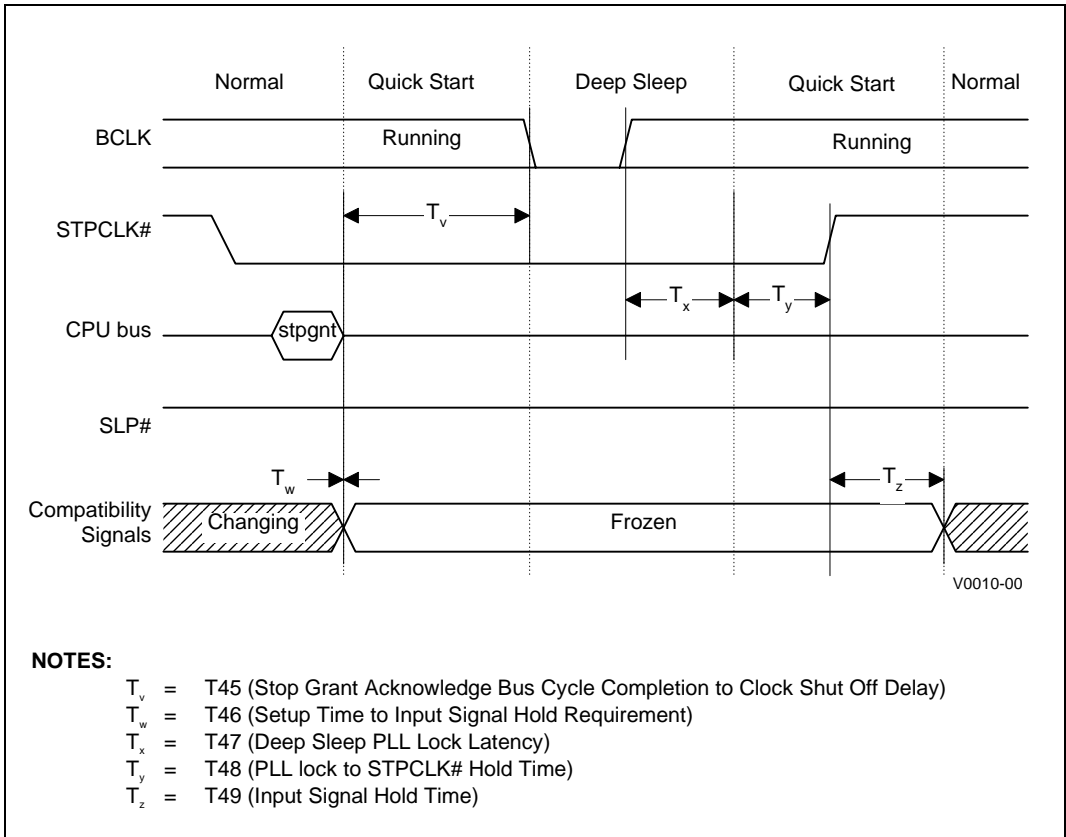 Normal Quick Start Deep Sleep Quick Start Normal
BCLK Running Running
STPCLK# Tv
Tx Ty
CPU bus stpgnt
SLP#
Tw Tz
Compatibility
Signals Changing Frozen
V0010-00
NOTES:
Tv = T45 (Stop Grant Acknowledge Bus Cycle Completion to Clock Shut Off Delay)
Tw = T46 (Setup Time to Input Signal Hold Requirement)
Tx = T47 (Deep Sleep PLL Lock Latency)
Ty = T48 (PLL lock to STPCLK# Hold Time)
Tz = T49 (Input Signal Hold Time)